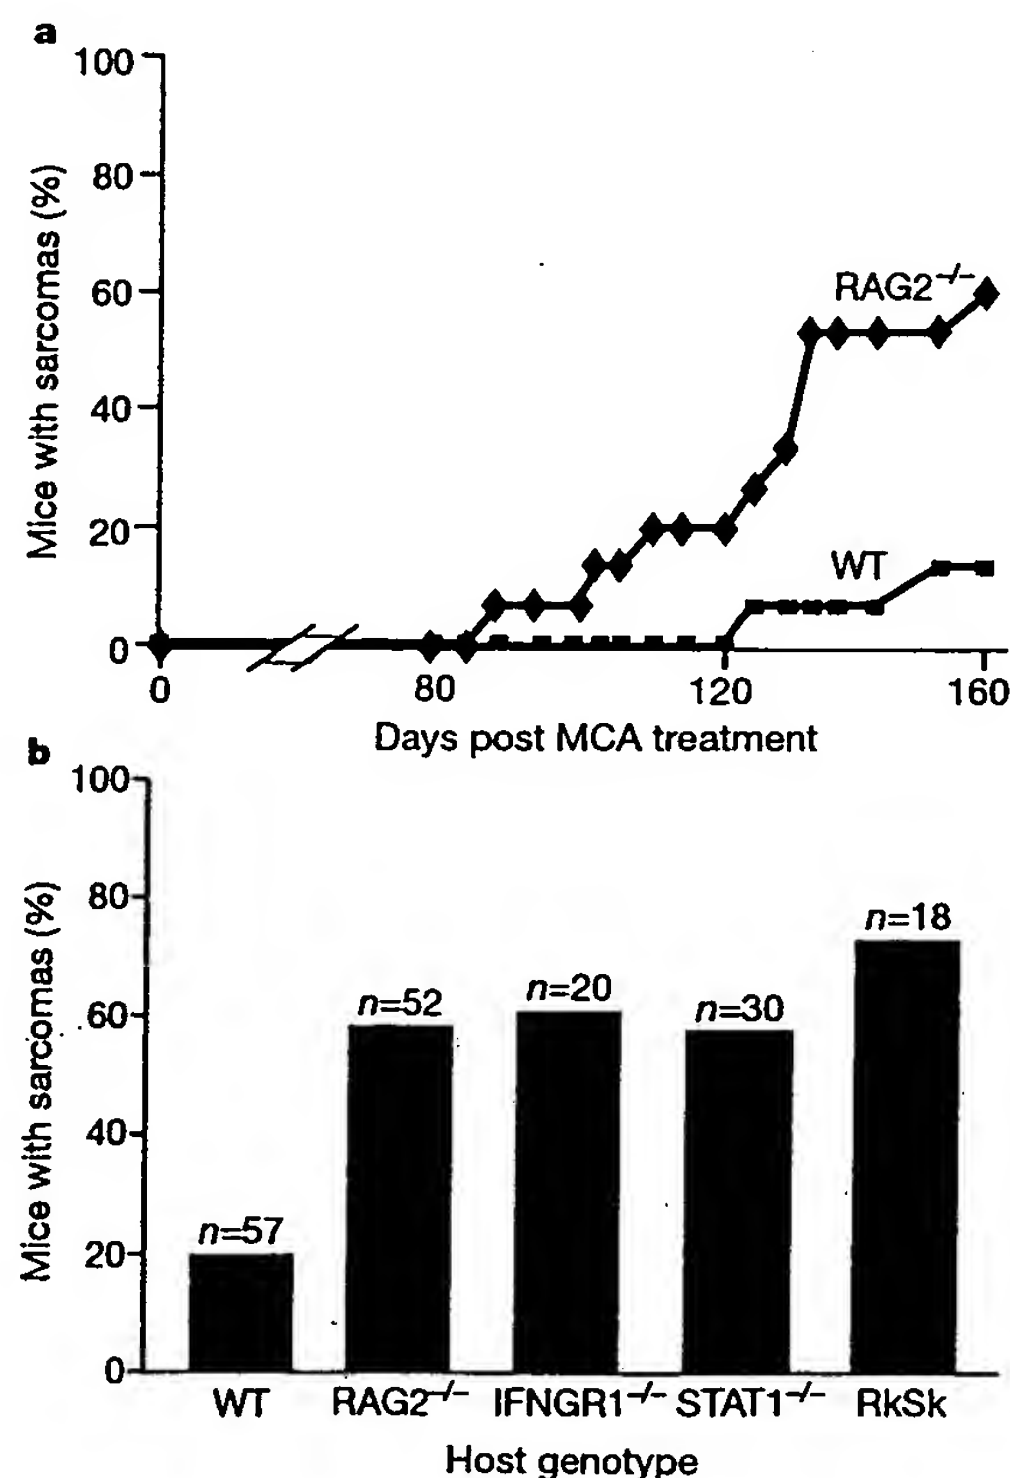 a
100
80
60
40
20
0
Mice with sarcomas (%)
RAG2-/-
WT
0 80 120 160
Days post MCA treatment
b
100
80
60
40
20
0
Mice with sarcomas (%)
n=57 n=52 n=20 n=30 n=18
WT RAG2-/- IFNGR1-/- STAT1-/- RkSk
Host genotype